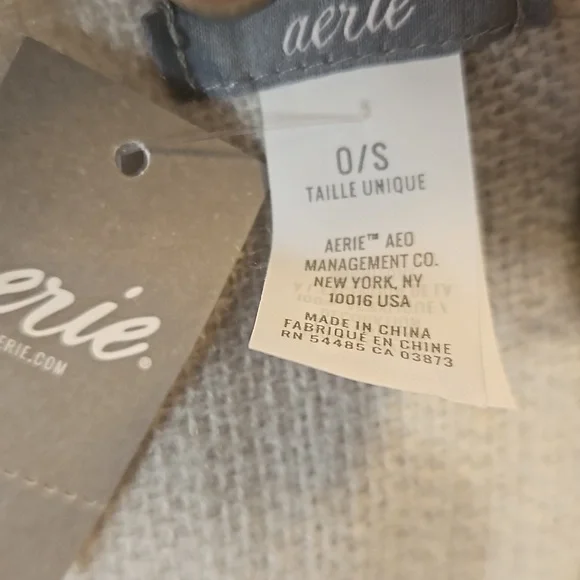 aerie
O/S
TAILLE UNIQUE
AERIE™ AEO
MANAGEMENT CO.
NEW YORK, NY
10016 USA
MADE IN CHINA
FABRIQUÉ EN CHINE
RN 54485 CA 03873
erie®
ERIE.COM